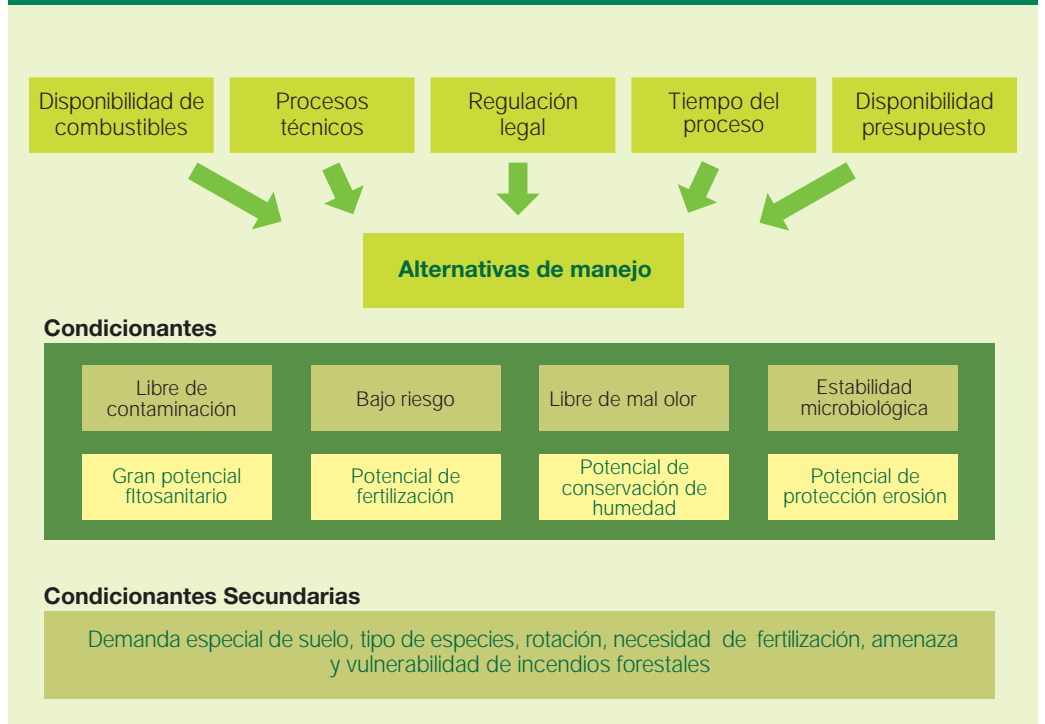 Disponibilidad de
combustibles
Procesos
técnicos
Regulación
legal
Tiempo del
proceso
Disponibilidad
presupuesto
Alternativas de manejo
Condicionantes
Libre de
contaminación
Bajo riesgo
Libre de mal olor
Estabilidad
microbiológica
Gran potencial
fltosanitario
Potencial de
fertilización
Potencial de
conservación de
humedad
Potencial de
protección erosión
Condicionantes Secundarias
Demanda especial de suelo, tipo de especies, rotación, necesidad de fertilización, amenaza
y vulnerabilidad de incendios forestales